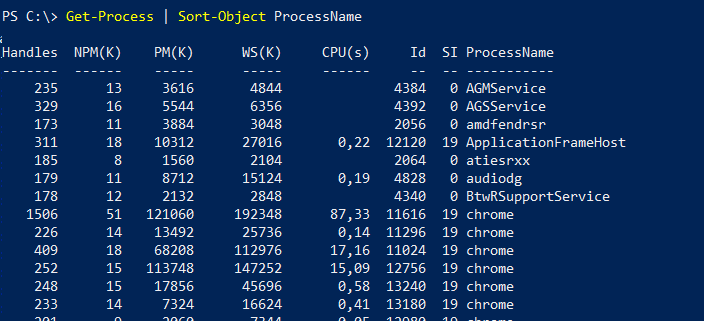 PS C:\> Get-Process | Sort-Object ProcessName
Handles NPM(K) PM(K) WS(K) CPU(s) Id SI ProcessName
------- ------ ----- ----- ------ -- -- -----------
235 13 3616 4844 4384 0 AGMService
329 16 5544 6356 4392 0 AGSService
173 11 3884 3048 2056 0 amdfendrsr
311 18 10312 27016 0,22 12120 19 ApplicationFrameHost
185 8 1560 2104 2064 0 atiesrxx
179 11 8712 15124 0,19 4828 0 audiodg
178 12 2132 2848 4340 0 BtwRSupportService
1506 51 121060 192348 87,33 11616 19 chrome
226 14 13492 25736 0,14 11296 19 chrome
409 18 68208 112976 17,16 11024 19 chrome
252 15 113748 147252 15,09 12756 19 chrome
248 15 17856 45696 0,58 13240 19 chrome
233 14 7324 16624 0,41 13180 19 chrome